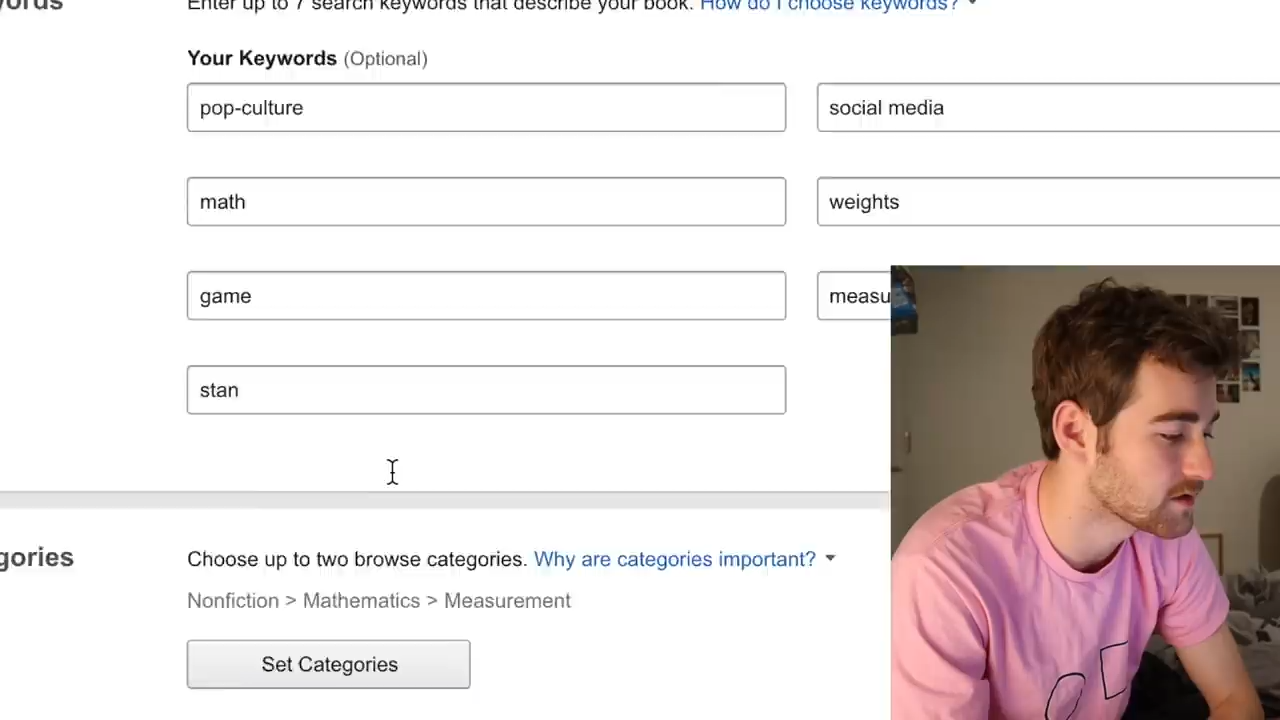 Enter up to 7 search keywords that describe your book. How do I choose keywords?
Your Keywords (Optional)
pop-culture
social media
math
weights
game
measu
stan
gories
Choose up to two browse categories. Why are categories important?
Nonfiction > Mathematics > Measurement
Set Categories